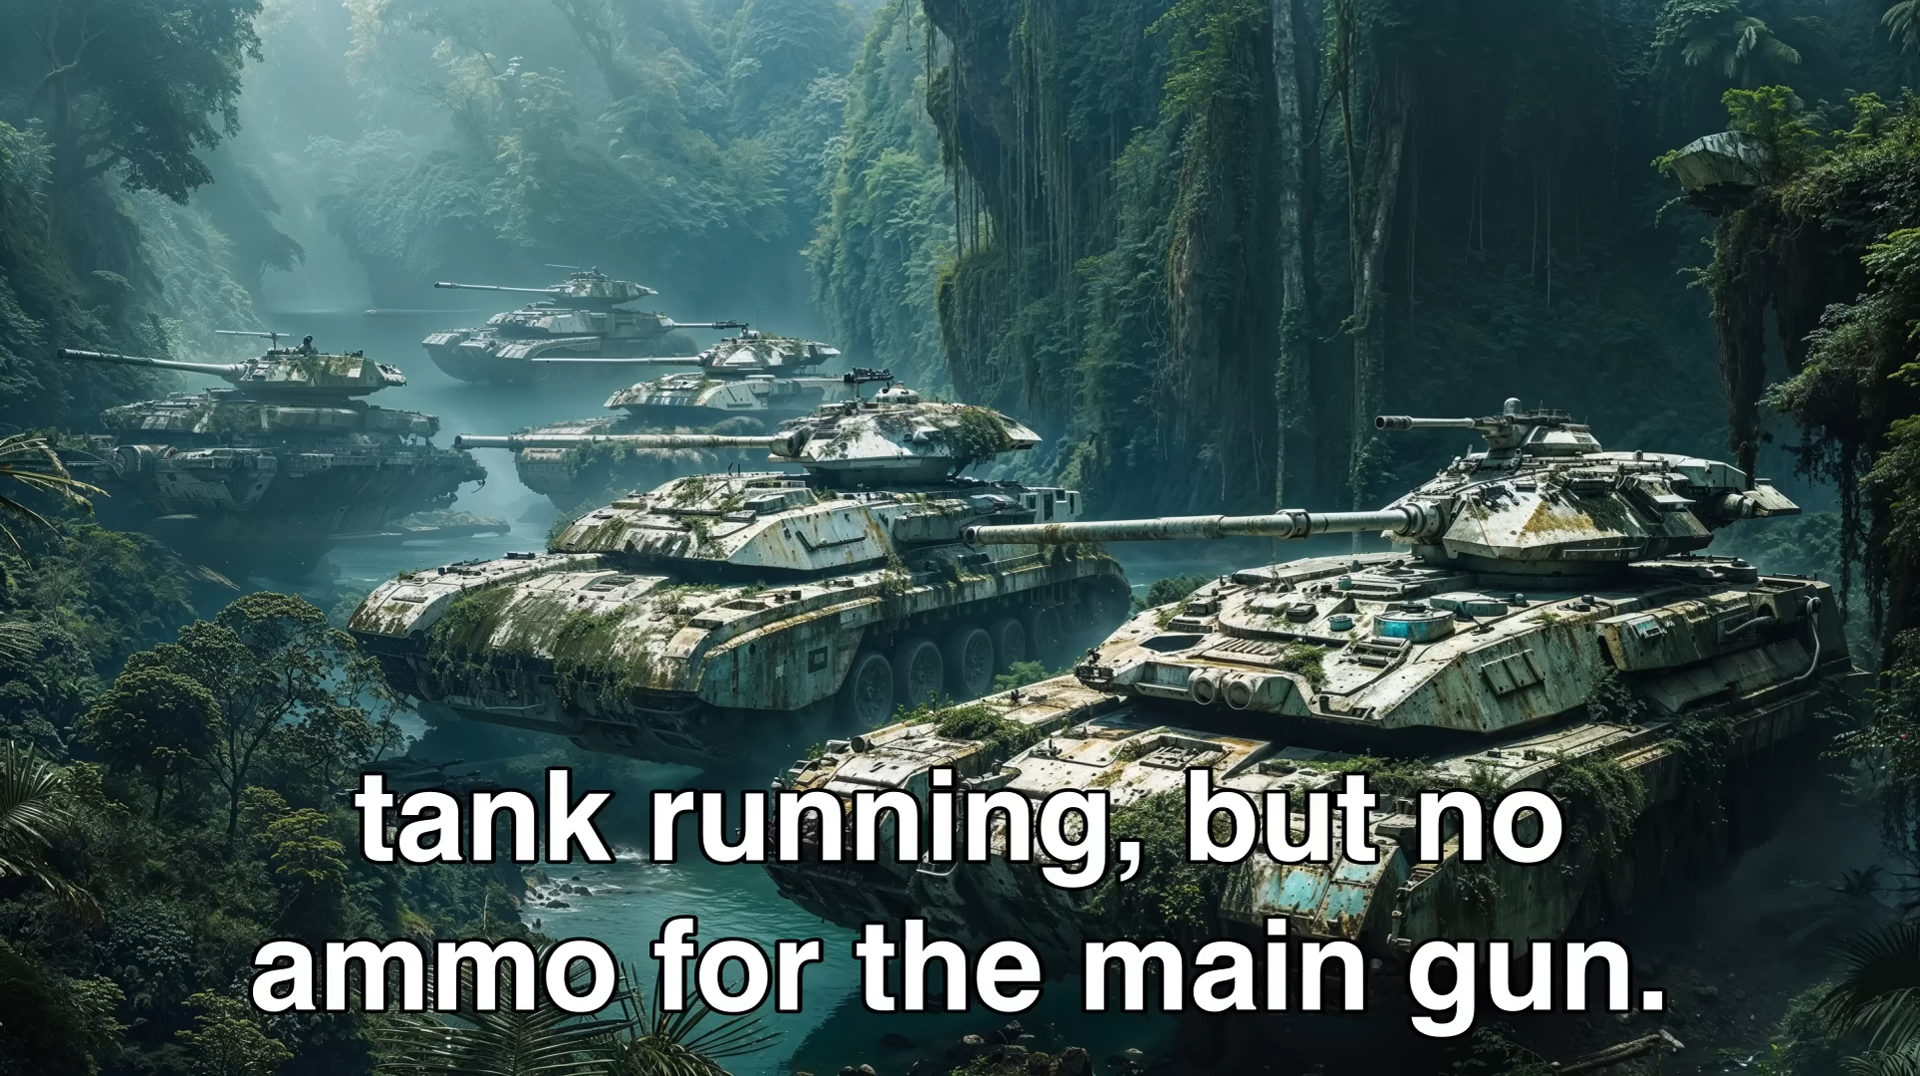 tank running, but no
ammo for the main gun.